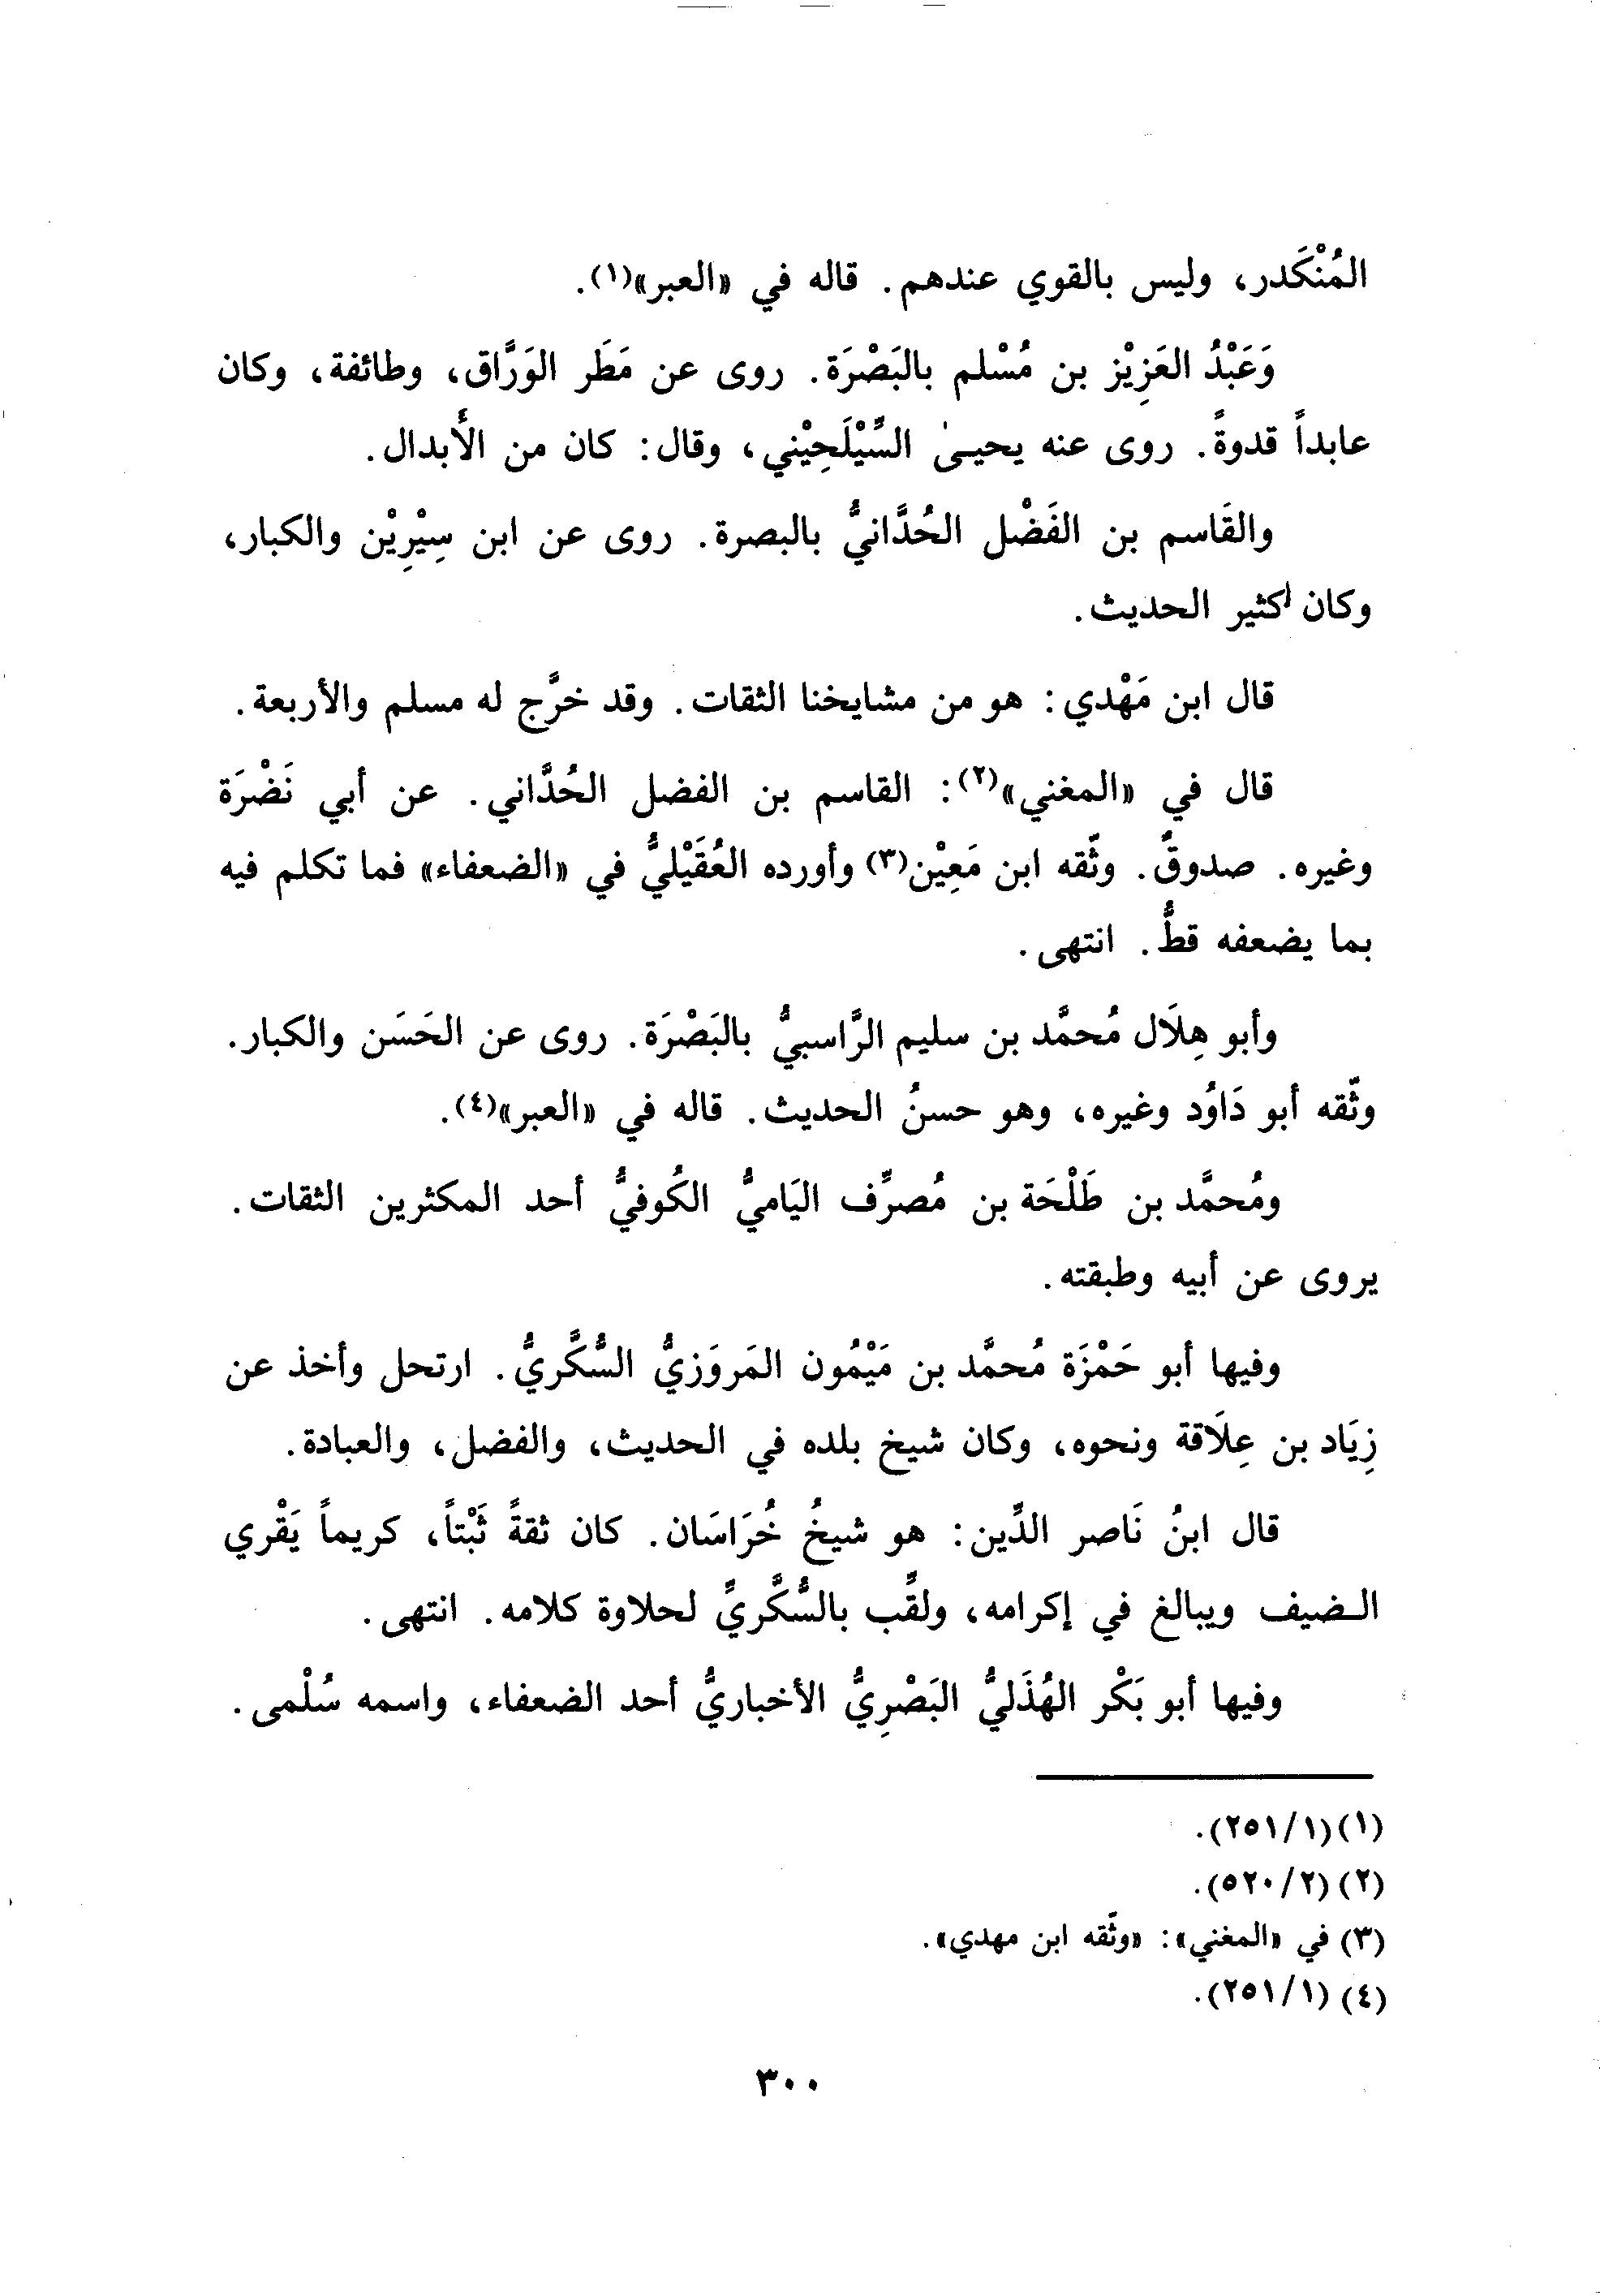 المُنْكَدر، وليس بالقوي عندهم. قاله في «العبر»(١).
وَعَبْدُ العَزِيْز بن مُسْلم بالبَصْرَة. روى عن مَطَر الوَرَّاق، وطائفة، وكان
عابداً قدوةً. روى عنه يحيىٰ السَّيْلَحِيْني، وقال: كان من الأَبدال.
والقَاسم بن الفَضْل الحُدَّانيُّ بالبصرة. روى عن ابن سِيْرِيْن والكبار،
وكان كثير الحديث.
قال ابن مَهْدي: هو من مشايخنا الثقات. وقد خرَّج له مسلم والأربعة.
قال في «المغني»(٢): القاسم بن الفضل الحُدَّاني. عن أبي نَضْرَة
وغيره. صدوقٌ. وثَّقه ابن مَعِيْن(٣) وأورده العُقَيْليُّ في «الضعفاء» فما تكلم فيه
بما يضعفه قطُّ. انتهى.
وأبو هِلَال مُحمَّد بن سليم الرَّاسبيُّ بالبَصْرَة. روى عن الحَسَن والكبار.
وثَّقه أبو دَاوُد وغيره، وهو حسنُ الحديث. قاله في «العبر»(٤).
ومُحمَّد بن طَلْحَة بن مُصرِّف اليَاميُّ الكُوفيُّ أحد المكثرين الثقات.
يروى عن أبيه وطبقته.
وفيها أبو حَمْزَة مُحمَّد بن مَيْمُون المَروَزيُّ السُّكَّريُّ. ارتحل وأخذ عن
زِيَاد بن عِلَاقة ونحوه، وكان شيخ بلده في الحديث، والفضل، والعبادة.
قال ابنُ نَاصر الدِّين: هو شيخُ خُرَاسَان. كان ثقةً ثَبْتاً، كريماً يَقْري
الـضيف ويبالغ في إكرامه، ولقِّب بالسُّكَّريِّ لحلاوة كلامه. انتهى.
وفيها أبو بَكْر الهُذَليُّ البَصْرِيُّ الأخباريُّ أحد الضعفاء، واسمه سُلْمى.
(١) (٢٥١/١).
(٢) (٥٢٠/٢).
(٣) في «المغني»: «وثَّقه ابن مهدي».
(٤) (٢٥١/١).
٣٠٠